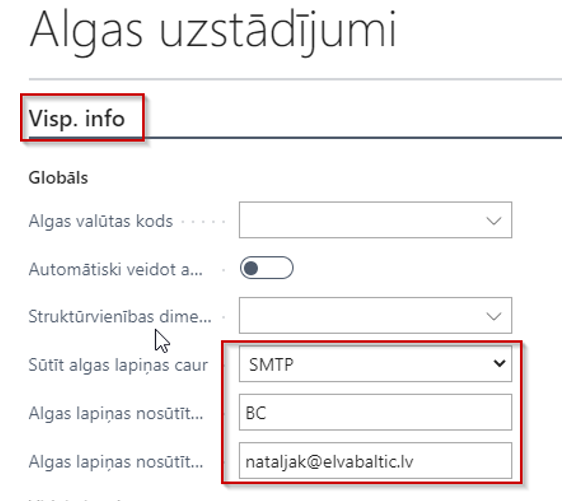 Algas uzstādījumi
Visp. info
Globāls
Algas valūtas kods
Automātiski veidot a...
Struktūrvienības dime...
Sūtīt algas lapiņas caur SMTP
Algas lapiņas nosūtīt... BC
Algas lapiņas nosūtīt... nataljak@elvabaltic.lv